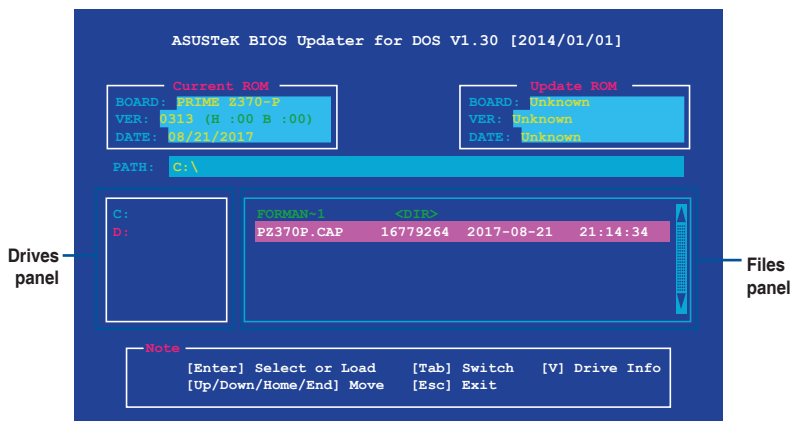 ASUSTeK BIOS Updater for DOS V1.30 [2014/01/01]
Current ROM
BOARD: PRIME Z370-P
VER: 0313 (H :00 B :00)
DATE: 08/21/2017
Update ROM
BOARD: Unknown
VER: Unknown
DATE: Unknown
PATH: C:\
C:
D:
FORMAN~1 <DIR>
PZ370P.CAP 16779264 2017-08-21 21:14:34
Drives panel
Files panel
Note
[Enter] Select or Load [Tab] Switch [V] Drive Info
[Up/Down/Home/End] Move [Esc] Exit